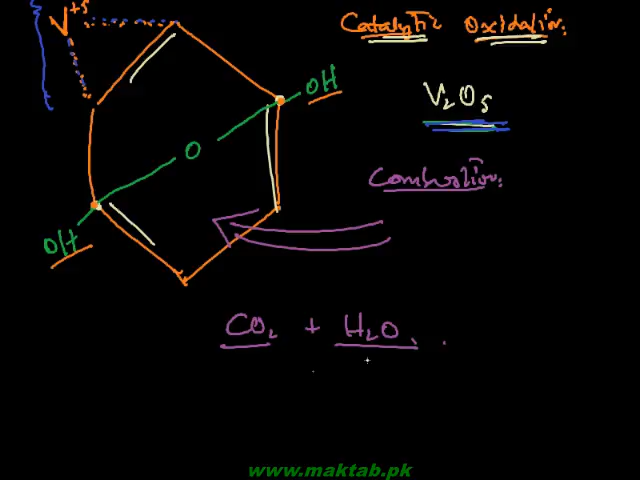 V+5
Catalytic Oxidation.
OH
V2O5
O
Combustion.
OH
CO2 + H2O.
www.maktab.pk